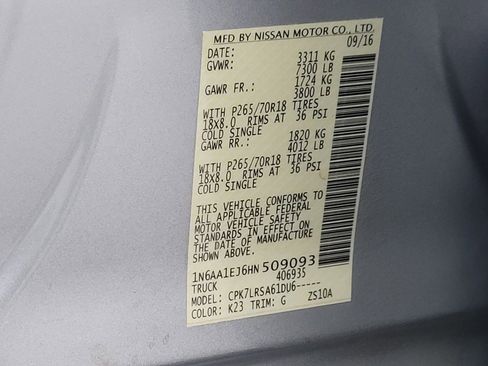 MFD BY NISSAN MOTOR CO., LTD.
DATE: 09/16
GVWR: 3311 KG
7300 LB
GAWR FR.: 1724 KG
3800 LB
WITH P265/70R18 TIRES
18x8.0 RIMS AT 36 PSI
COLD SINGLE
GAWR RR.: 1820 KG
4012 LB
WITH P265/70R18 TIRES
18x8.0 RIMS AT 36 PSI
COLD SINGLE
THIS VEHICLE CONFORMS TO
ALL APPLICABLE FEDERAL
MOTOR VEHICLE SAFETY
STANDARDS IN EFFECT ON
THE DATE OF MANUFACTURE
SHOWN ABOVE.
1N6AA1EJ6HN509093
TRUCK 406935
MODEL: CPK7LRSA61DU6-----
COLOR: K23 TRIM: G ZS10A